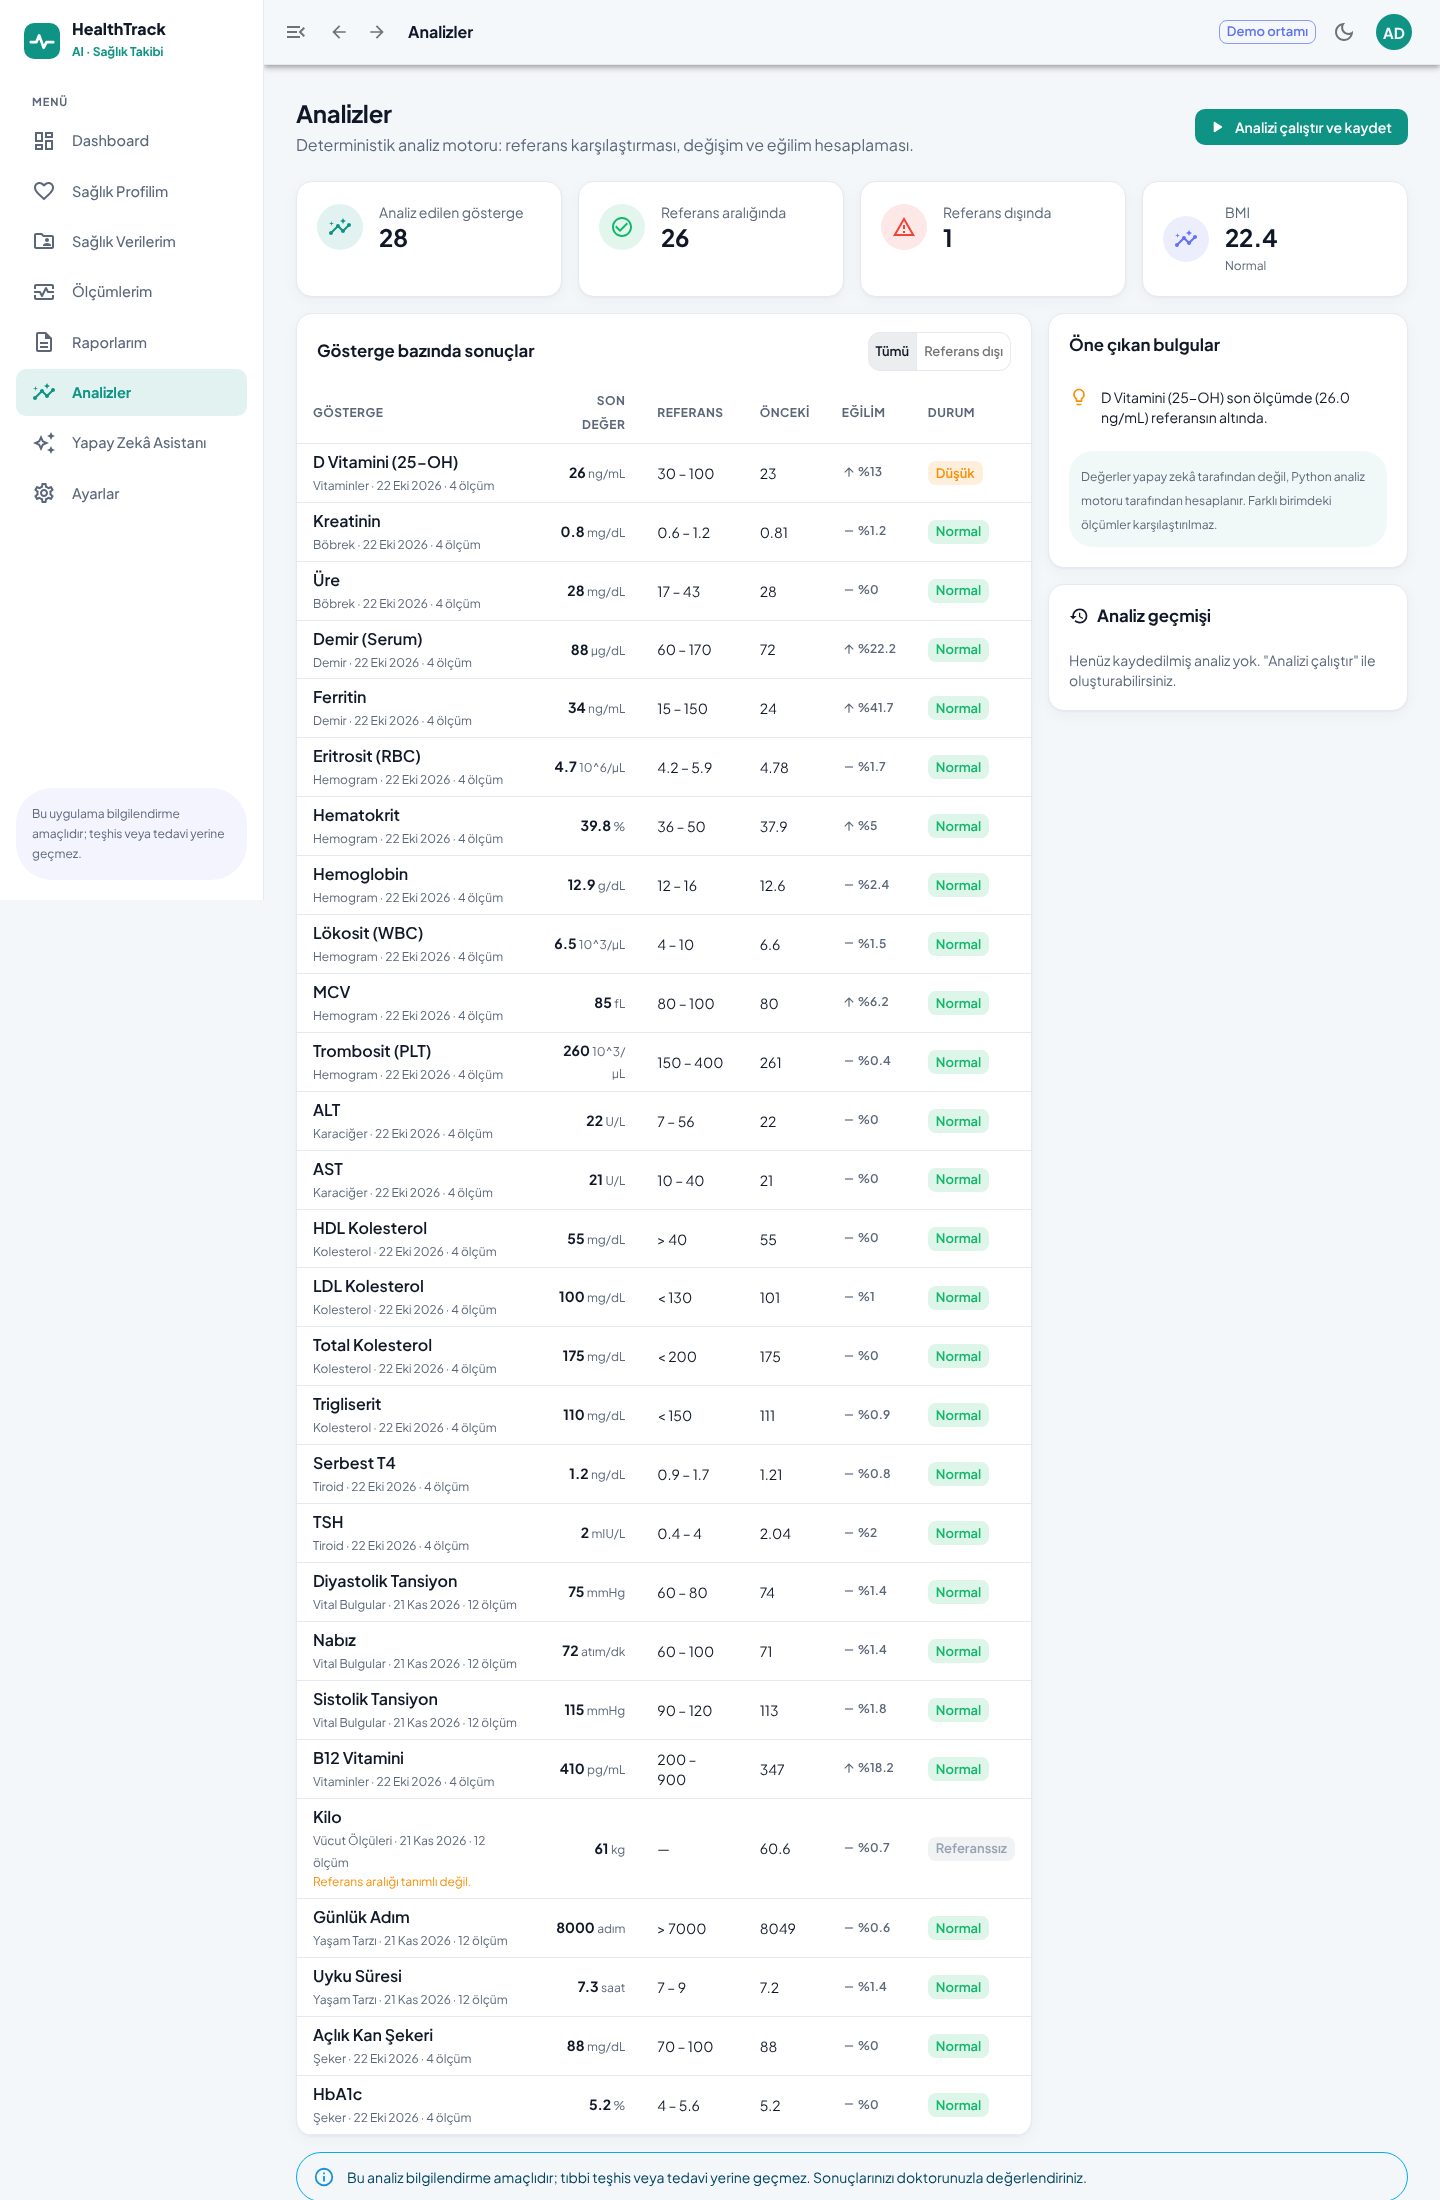 HealthTrack
AI · Sağlık Takibi
MENÜ
Dashboard
Sağlık Profilim
Sağlık Verilerim
Ölçümlerim
Raporlarım
Analizler
Yapay Zekâ Asistanı
Ayarlar
Bu uygulama bilgilendirme
amaçlıdır; teşhis veya tedavi yerine
geçmez.
Analizler
Demo ortamı
AD
Analizler
Deterministik analiz motoru: referans karşılaştırması, değişim ve eğilim hesaplaması.
Analizi çalıştır ve kaydet
Analiz edilen gösterge
28
Referans aralığında
26
Referans dışında
1
BMI
22.4
Normal
Gösterge bazında sonuçlar
Tümü Referans dışı
GÖSTERGE SON DEĞER REFERANS ÖNCEKİ EĞİLİM DURUM
D Vitamini (25-OH)
Vitaminler · 22 Eki 2026 · 4 ölçüm
26 ng/mL 30 – 100 23 ↑ %13 Düşük
Kreatinin
Böbrek · 22 Eki 2026 · 4 ölçüm
0.8 mg/dL 0.6 – 1.2 0.81 — %1.2 Normal
Üre
Böbrek · 22 Eki 2026 · 4 ölçüm
28 mg/dL 17 – 43 28 — %0 Normal
Demir (Serum)
Demir · 22 Eki 2026 · 4 ölçüm
88 µg/dL 60 – 170 72 ↑ %22.2 Normal
Ferritin
Demir · 22 Eki 2026 · 4 ölçüm
34 ng/mL 15 – 150 24 ↑ %41.7 Normal
Eritrosit (RBC)
Hemogram · 22 Eki 2026 · 4 ölçüm
4.7 10^6/µL 4.2 – 5.9 4.78 — %1.7 Normal
Hematokrit
Hemogram · 22 Eki 2026 · 4 ölçüm
39.8 % 36 – 50 37.9 ↑ %5 Normal
Hemoglobin
Hemogram · 22 Eki 2026 · 4 ölçüm
12.9 g/dL 12 – 16 12.6 — %2.4 Normal
Lökosit (WBC)
Hemogram · 22 Eki 2026 · 4 ölçüm
6.5 10^3/µL 4 – 10 6.6 — %1.5 Normal
MCV
Hemogram · 22 Eki 2026 · 4 ölçüm
85 fL 80 – 100 80 ↑ %6.2 Normal
Trombosit (PLT)
Hemogram · 22 Eki 2026 · 4 ölçüm
260 10^3/
µL
150 – 400 261 — %0.4 Normal
ALT
Karaciğer · 22 Eki 2026 · 4 ölçüm
22 U/L 7 – 56 22 — %0 Normal
AST
Karaciğer · 22 Eki 2026 · 4 ölçüm
21 U/L 10 – 40 21 — %0 Normal
HDL Kolesterol
Kolesterol · 22 Eki 2026 · 4 ölçüm
55 mg/dL > 40 55 — %0 Normal
LDL Kolesterol
Kolesterol · 22 Eki 2026 · 4 ölçüm
100 mg/dL < 130 101 — %1 Normal
Total Kolesterol
Kolesterol · 22 Eki 2026 · 4 ölçüm
175 mg/dL < 200 175 — %0 Normal
Trigliserit
Kolesterol · 22 Eki 2026 · 4 ölçüm
110 mg/dL < 150 111 — %0.9 Normal
Serbest T4
Tiroid · 22 Eki 2026 · 4 ölçüm
1.2 ng/dL 0.9 – 1.7 1.21 — %0.8 Normal
TSH
Tiroid · 22 Eki 2026 · 4 ölçüm
2 mIU/L 0.4 – 4 2.04 — %2 Normal
Diyastolik Tansiyon
Vital Bulgular · 21 Kas 2026 · 12 ölçüm
75 mmHg 60 – 80 74 — %1.4 Normal
Nabız
Vital Bulgular · 21 Kas 2026 · 12 ölçüm
72 atım/dk 60 – 100 71 — %1.4 Normal
Sistolik Tansiyon
Vital Bulgular · 21 Kas 2026 · 12 ölçüm
115 mmHg 90 – 120 113 — %1.8 Normal
B12 Vitamini
Vitaminler · 22 Eki 2026 · 4 ölçüm
410 pg/mL 200 –
900
347 ↑ %18.2 Normal
Kilo
Vücut Ölçüleri · 21 Kas 2026 · 12
ölçüm
Referans aralığı tanımlı değil.
61 kg — 60.6 — %0.7 Referanssız
Günlük Adım
Yaşam Tarzı · 21 Kas 2026 · 12 ölçüm
8000 adım > 7000 8049 — %0.6 Normal
Uyku Süresi
Yaşam Tarzı · 21 Kas 2026 · 12 ölçüm
7.3 saat 7 – 9 7.2 — %1.4 Normal
Açlık Kan Şekeri
Şeker · 22 Eki 2026 · 4 ölçüm
88 mg/dL 70 – 100 88 — %0 Normal
HbA1c
Şeker · 22 Eki 2026 · 4 ölçüm
5.2 % 4 – 5.6 5.2 — %0 Normal
Öne çıkan bulgular
D Vitamini (25-OH) son ölçümde (26.0
ng/mL) referansın altında.
Değerler yapay zekâ tarafından değil, Python analiz
motoru tarafından hesaplanır. Farklı birimdeki
ölçümler karşılaştırılmaz.
Analiz geçmişi
Henüz kaydedilmiş analiz yok. "Analizi çalıştır" ile
oluşturabilirsiniz.
Bu analiz bilgilendirme amaçlıdır; tıbbi teşhis veya tedavi yerine geçmez. Sonuçlarınızı doktorunuzla değerlendiriniz.